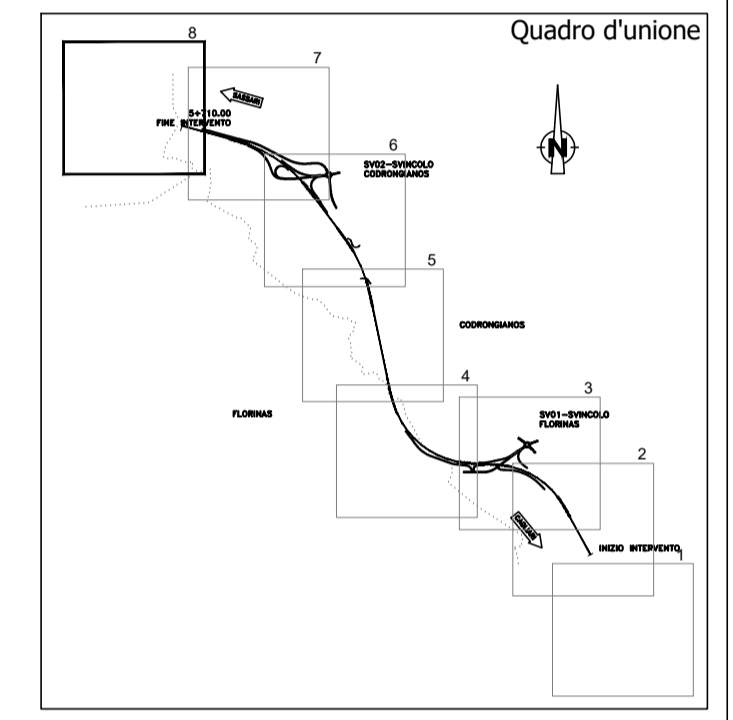 Quadro d'unione
8
7
SASSARI
5+710.00
FINE INTERVENTO
N
6
SV02-SVINCOLO
CODRONGIANOS
5
CODRONGIANOS
4
3
FLORINAS
SV01-SVINCOLO
FLORINAS
2
CAGLIARI
INIZIO INTERVENTO
1